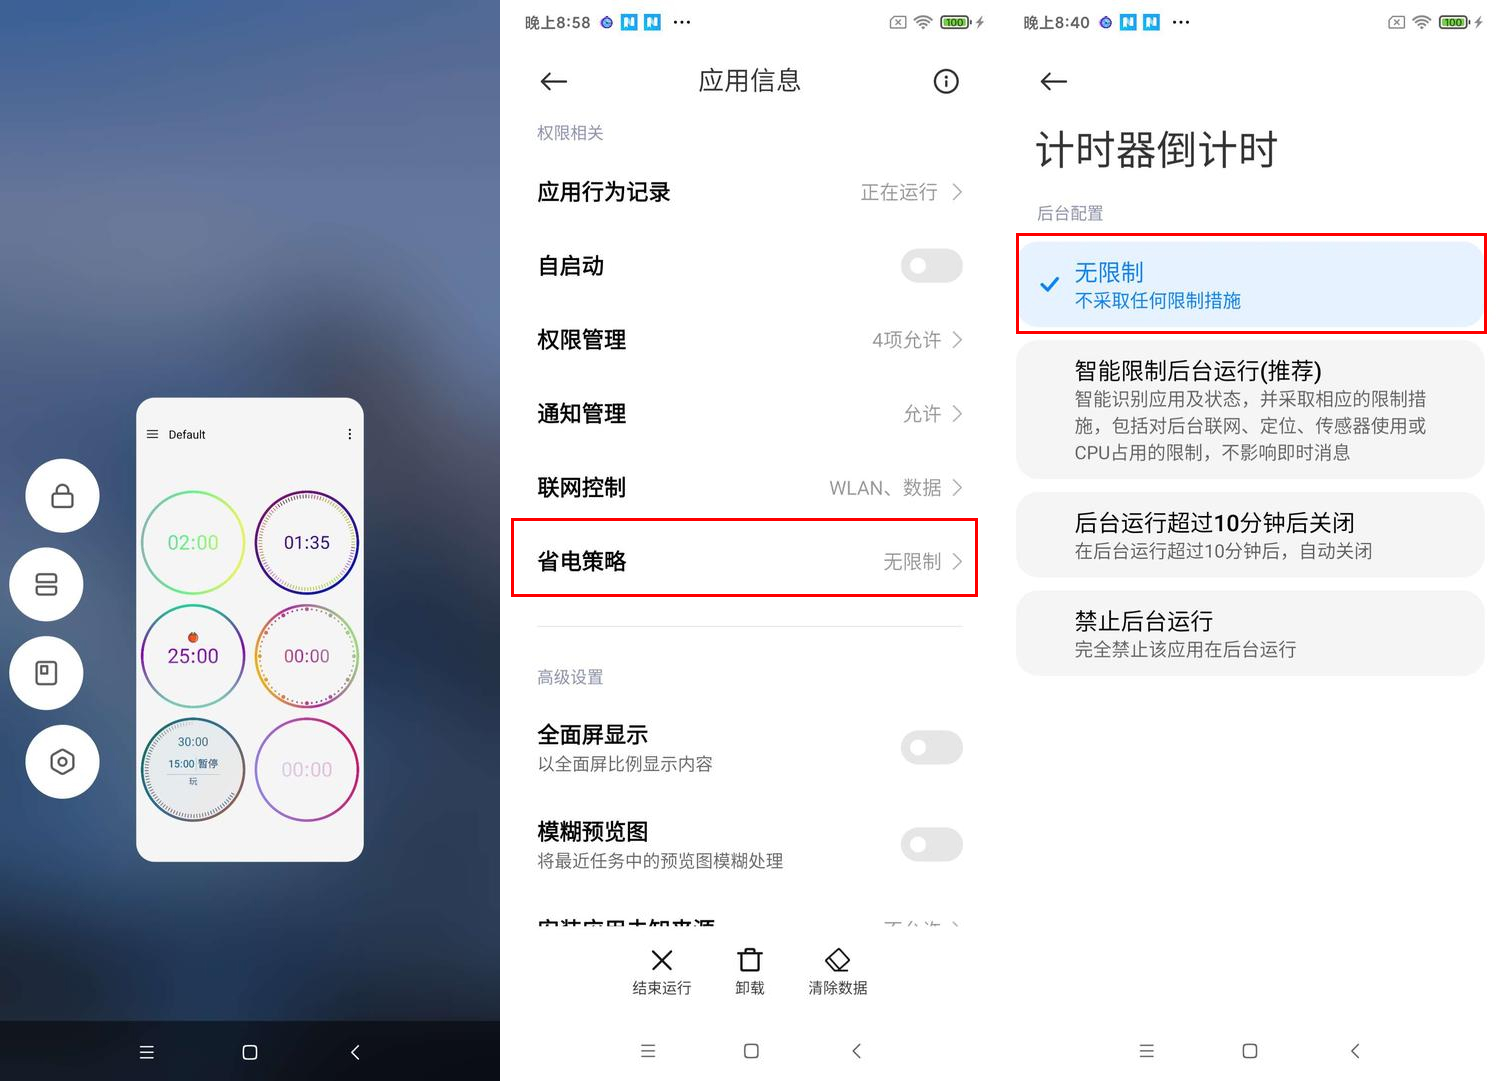 Default
02:00
01:35
25:00
00:00
30:00
15:00 暂停
玩
00:00
晚上8:58
100
应用信息
权限相关
应用行为记录
正在运行
自启动
权限管理
4项允许
通知管理
允许
联网控制
WLAN、数据
省电策略
无限制
高级设置
全面屏显示
以全面屏比例显示内容
模糊预览图
将最近任务中的预览图模糊处理
安装应用未知来源
不允许
结束运行
卸载
清除数据
晚上8:40
100
计时器倒计时
后台配置
无限制
不采取任何限制措施
智能限制后台运行(推荐)
智能识别应用及状态，并采取相应的限制措
施，包括对后台联网、定位、传感器使用或
CPU占用的限制，不影响即时消息
后台运行超过10分钟后关闭
在后台运行超过10分钟后，自动关闭
禁止后台运行
完全禁止该应用在后台运行